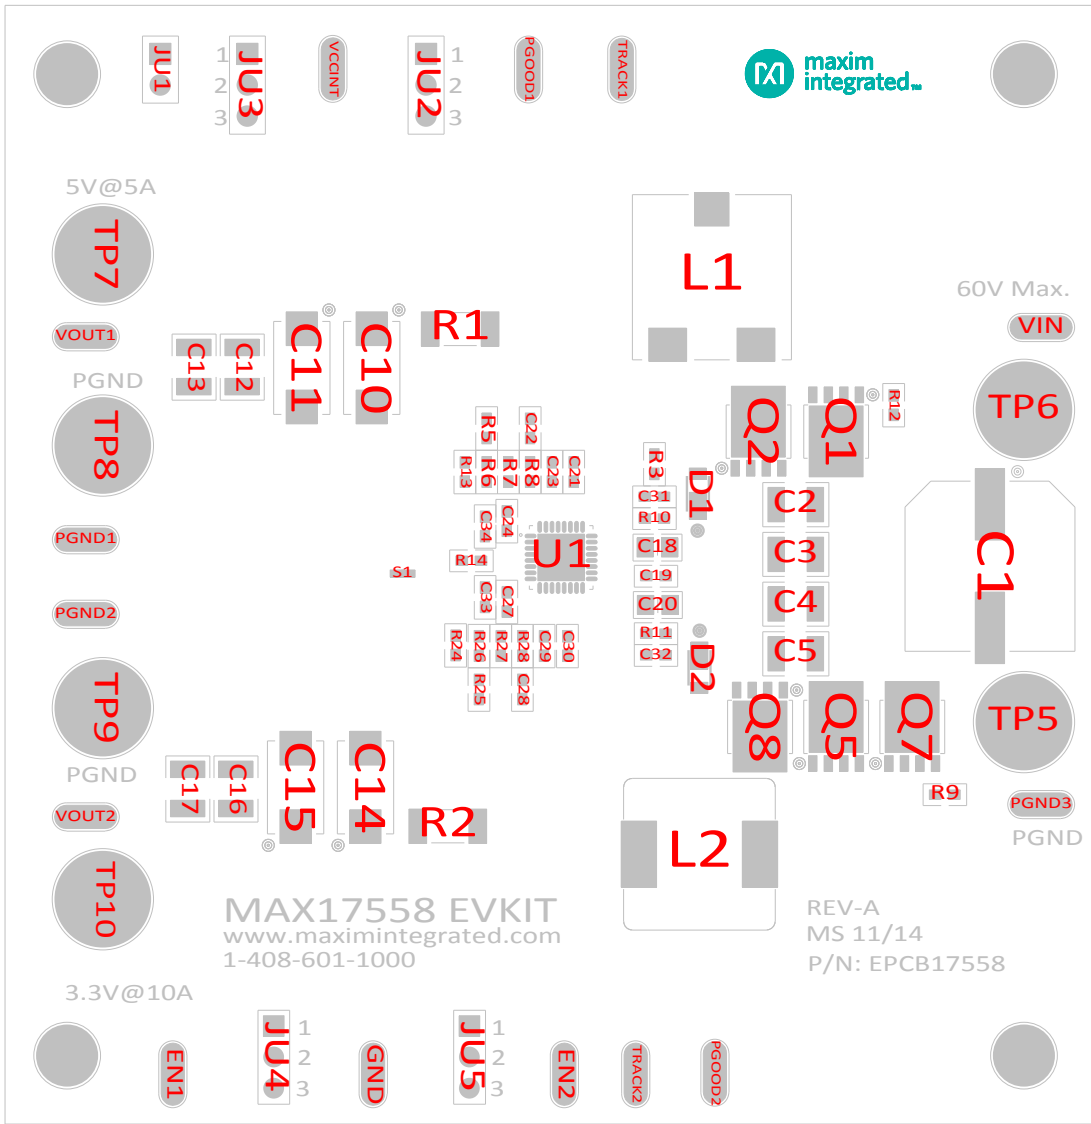 JU1
1
2
3
JU3
VCCINT
JU2
1
2
3
PGOOD1
TRACK1
maxim
integrated™
5V@5A
TP7
VOUT1
PGND
TP8
C13
C12
C11
C10
R1
L1
60V Max.
VIN
TP6
Q2
Q1
R12
R5
C22
R13
R6
R7
R8
C23
C21
R3
C31
R10
D1
C2
C34
C24
U1
C18
C3
C1
PGND1
S1
R14
C19
C33
C27
C20
C4
PGND2
R24
R26
R27
R28
C29
C30
R11
C32
D2
C5
R25
C28
TP9
PGND
Q8
Q5
Q7
TP5
C17
C16
C15
C14
R2
R9
PGND3
PGND
VOUT2
L2
TP10
MAX17558 EVKIT
www.maximintegrated.com
1-408-601-1000
REV-A
MS 11/14
P/N: EPCB17558
3.3V@10A
EN1
JU4
1
2
3
GND
JU5
1
2
3
EN2
TRACK2
PGOOD2